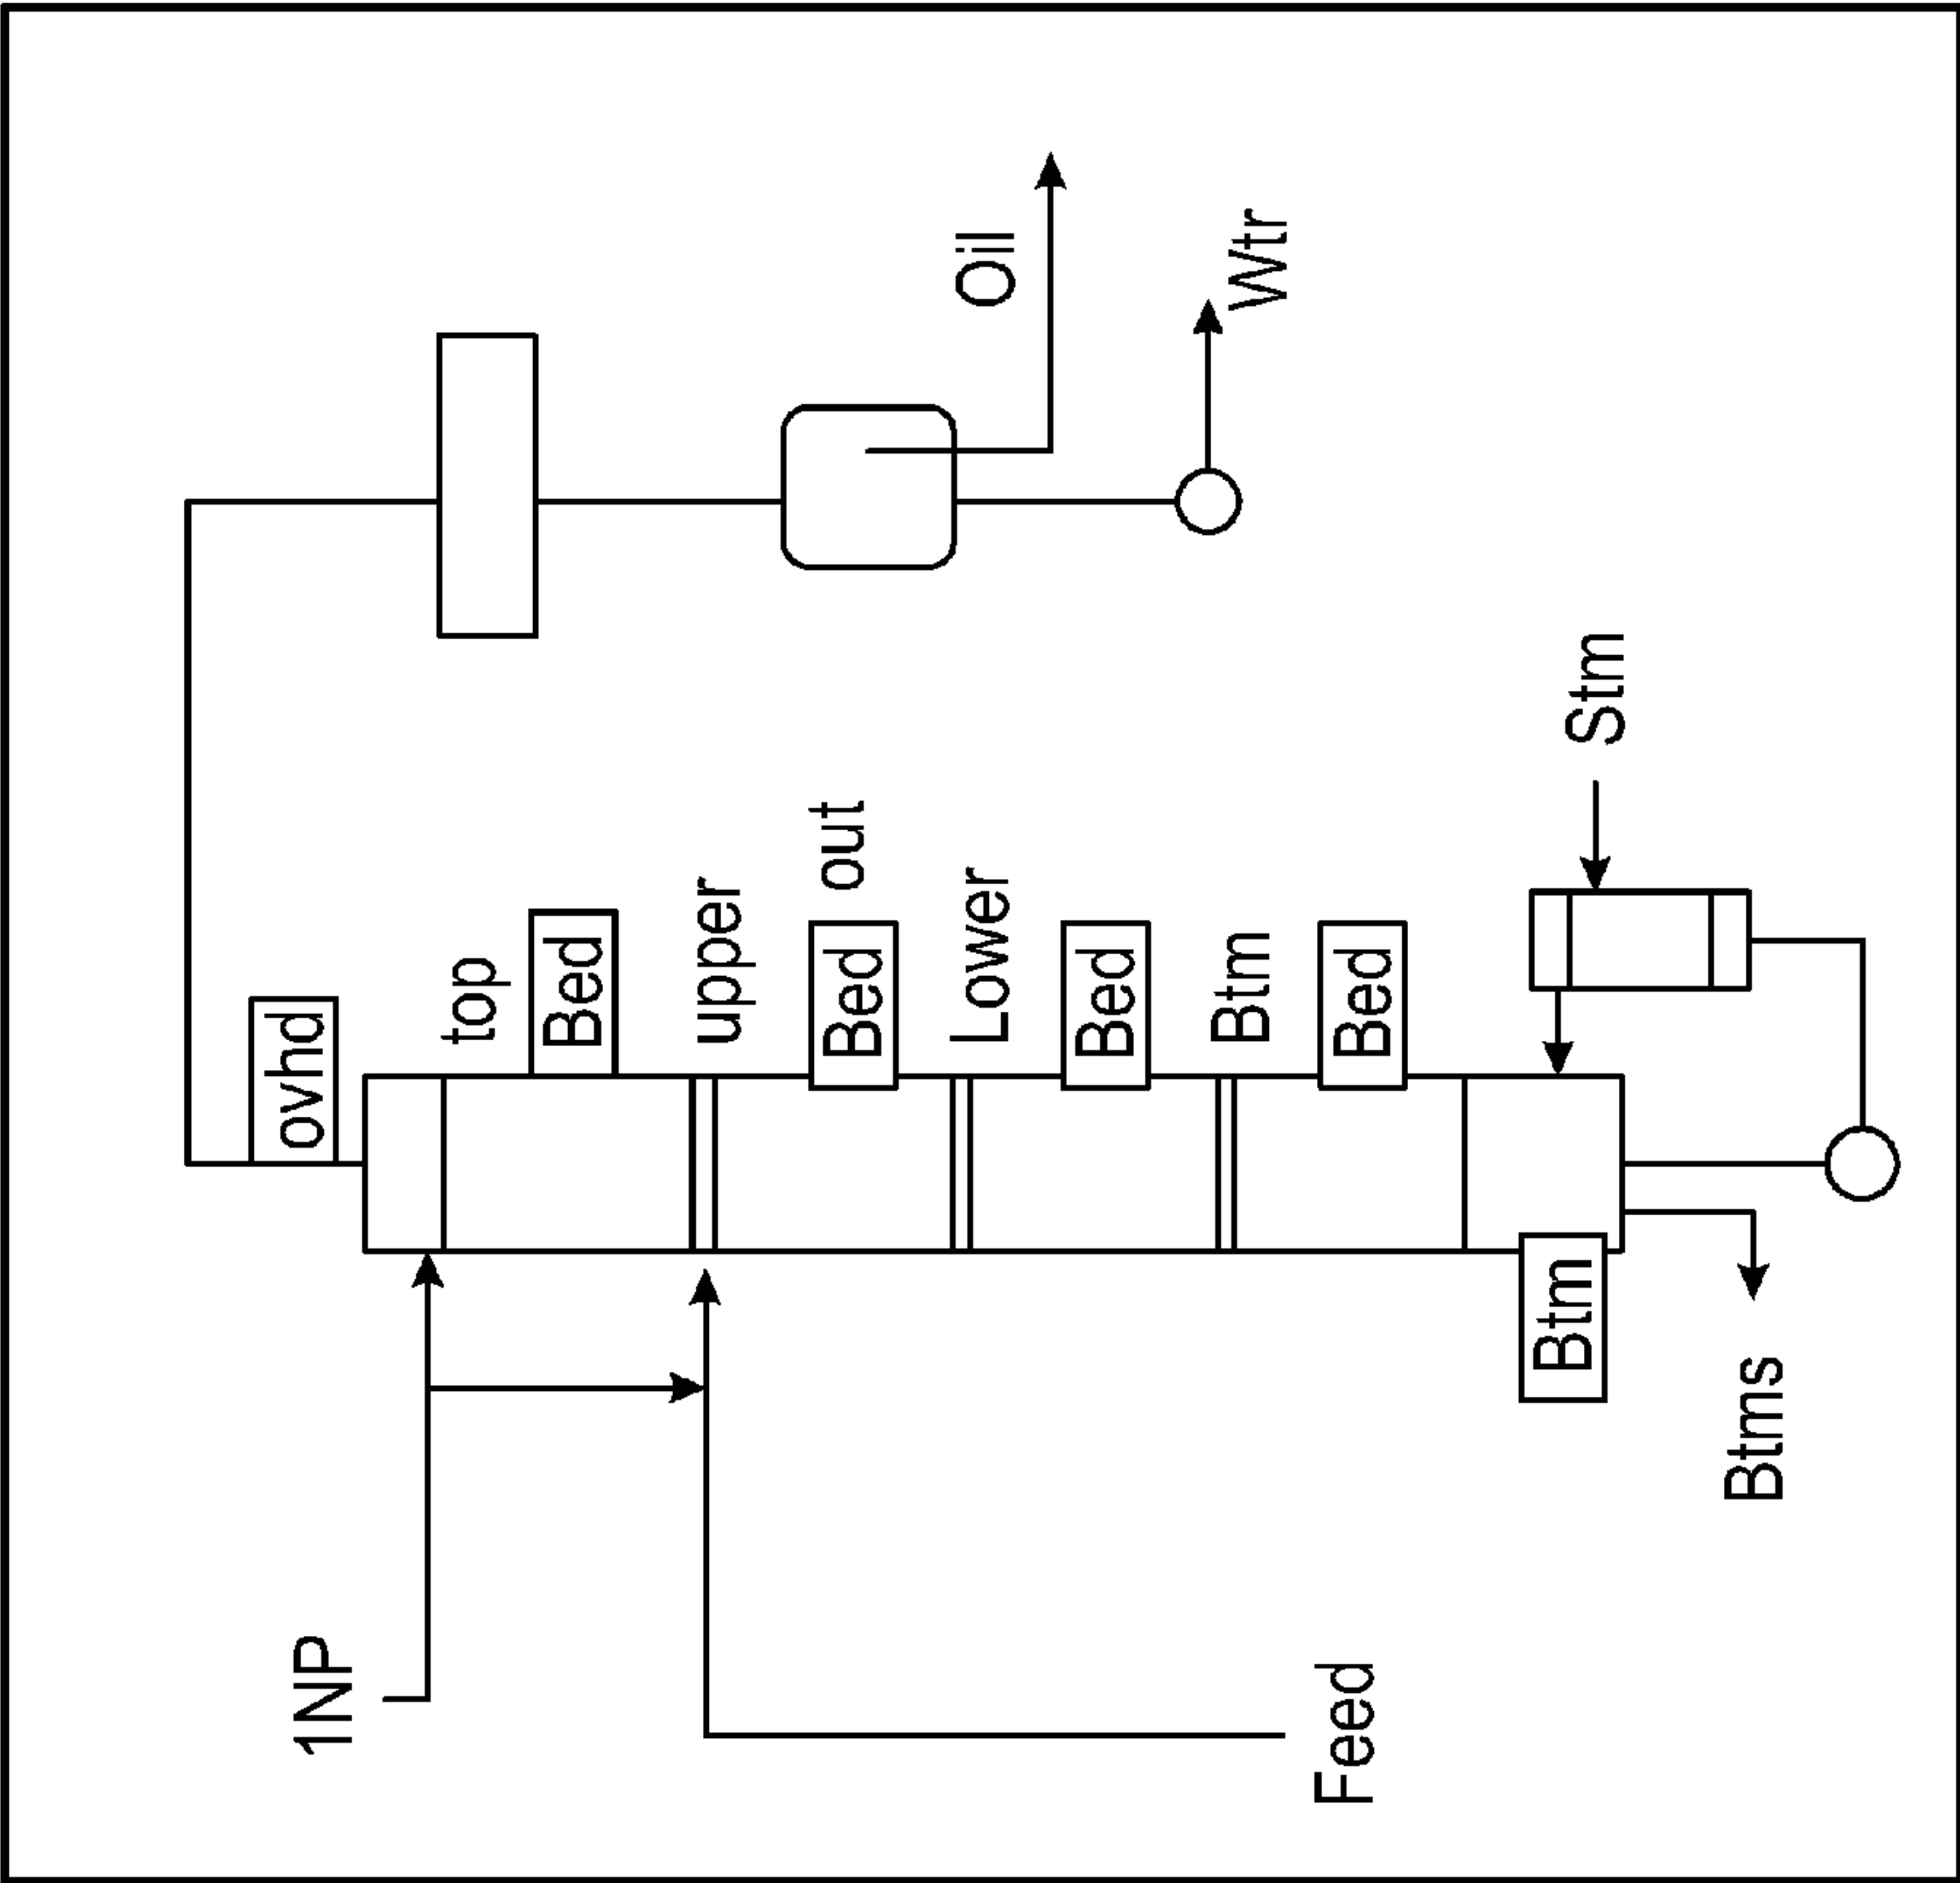 1NP
ovhd
top
Bed
upper
Bed out
Lower
Oil
Bed
Btm
Wtr
Feed
Bed
Btm
Stm
Btms